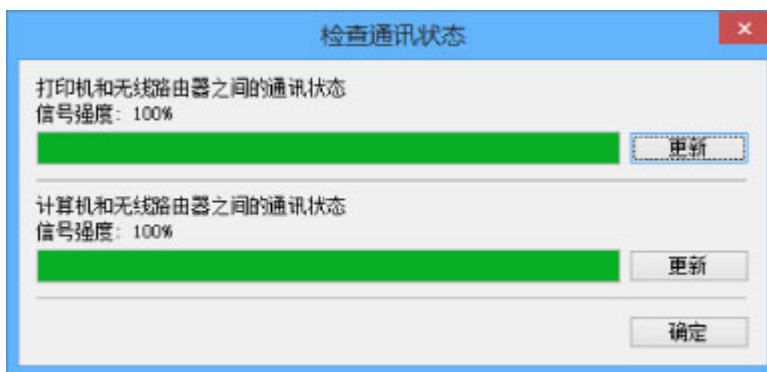 检查通讯状态
打印机和无线路由器之间的通讯状态
信号强度: 100%
更新
计算机和无线路由器之间的通讯状态
信号强度: 100%
更新
确定